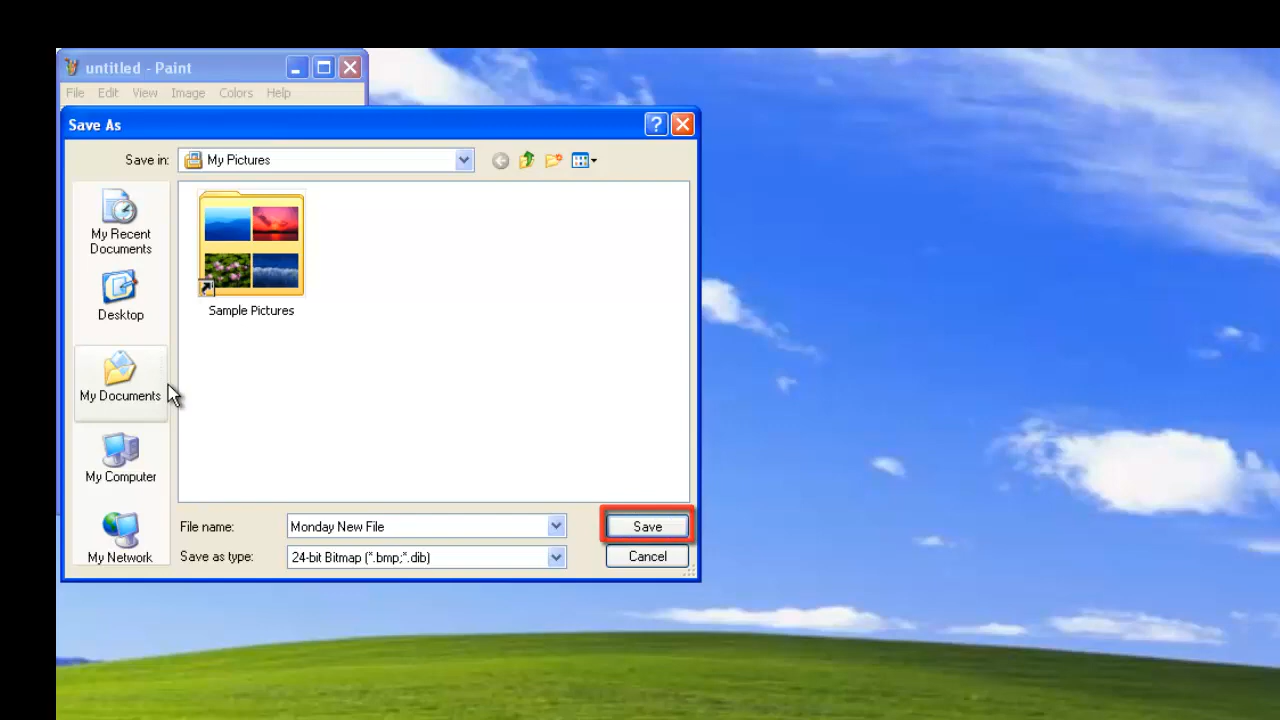 untitled - Paint
File Edit View Image Colors Help
Save As
Save in: My Pictures
My Recent
Documents
Desktop
My Documents
My Computer
My Network
Sample Pictures
File name: Monday New File
Save
Save as type: 24-bit Bitmap (*.bmp;*.dib)
Cancel